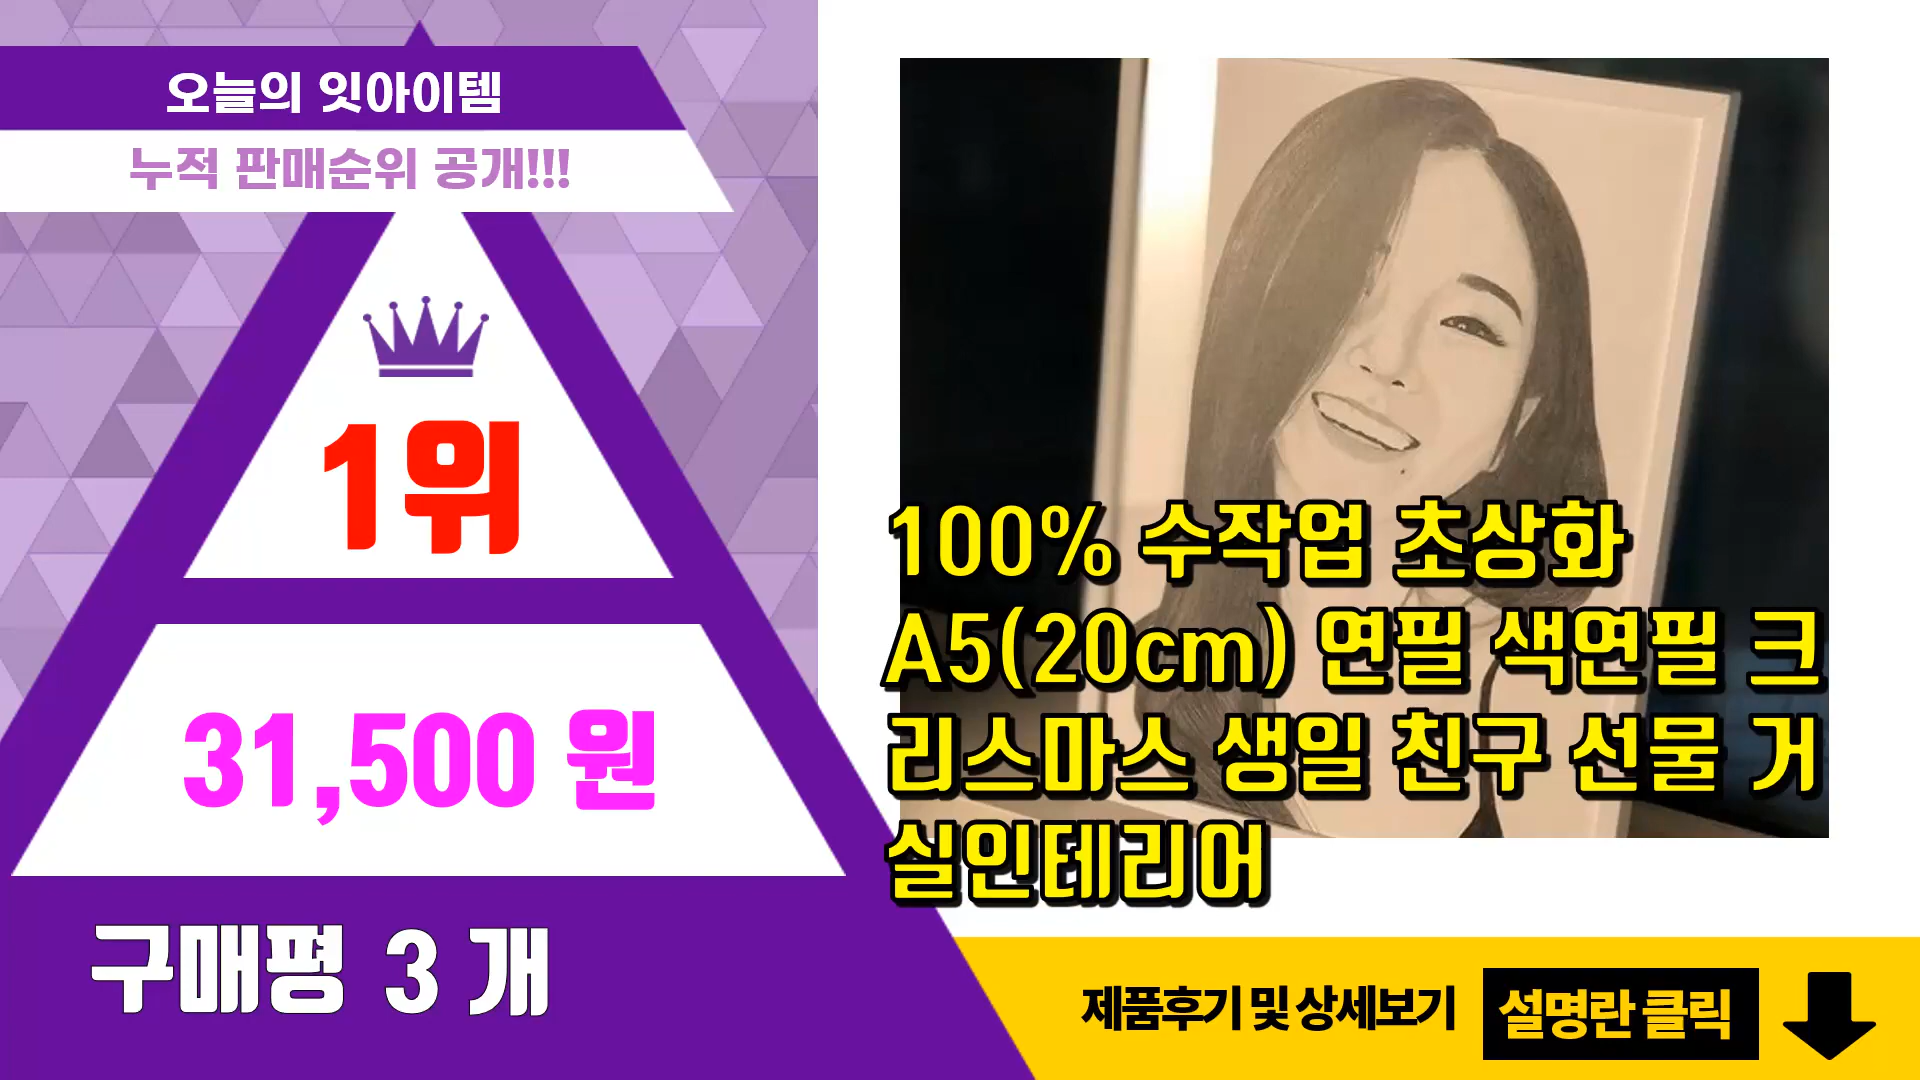 오늘의 잇아이템
누적 판매순위 공개!!!
1위
31,500 원
구매평 3 개
100% 수작업 초상화
A5(20cm) 연필 색연필 크
리스마스 생일 친구 선물 거
실인테리어
제품후기 및 상세보기
설명란 클릭